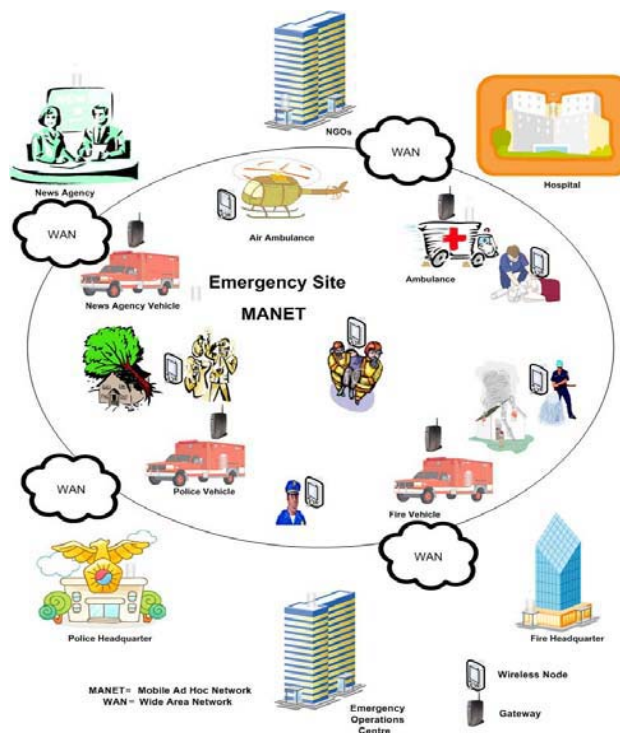 NGOs
WAN
News Agency
Hospital
WAN
Air Ambulance
Ambulance
News Agency Vehicle
Emergency Site
MANET
Police Vehicle
Fire Vehicle
WAN
WAN
Police Headquarter
Fire Headquarter
MANET= Mobile Ad Hoc Network
WAN= Wide Area Network
Emergency
Operations
Centre
Wireless Node
Gateway